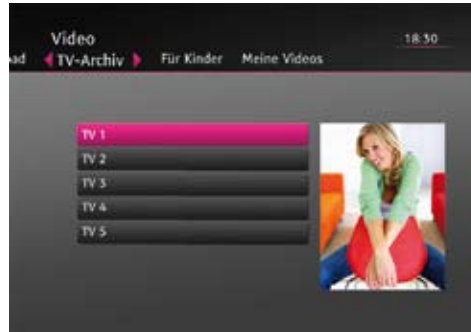 Video
18:30
TV-Archiv Für Kinder Meine Videos
TV 1
TV 2
TV 3
TV 4
TV 5